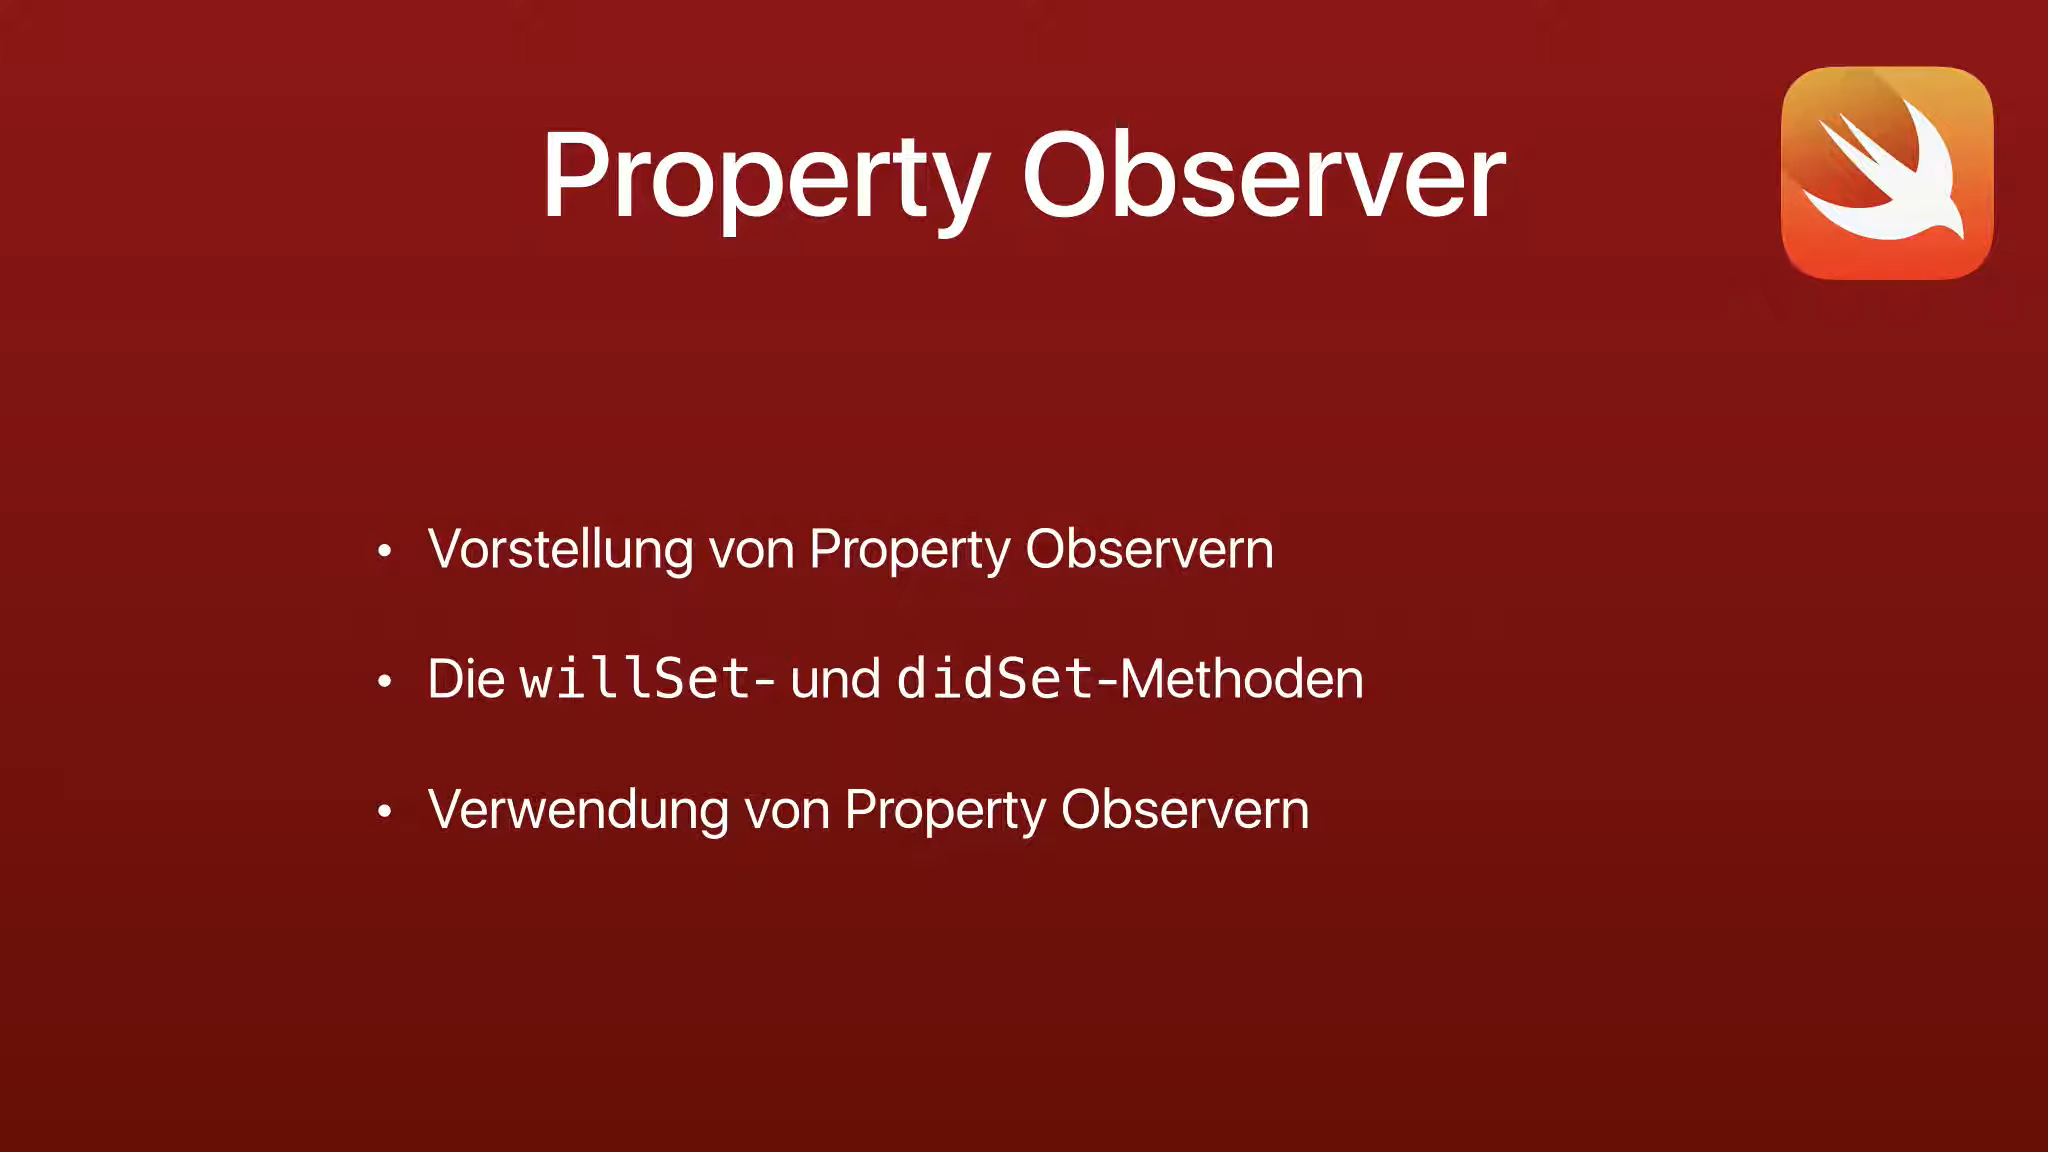 Property Observer
• Vorstellung von Property Observern
• Die willSet- und didSet-Methoden
• Verwendung von Property Observern